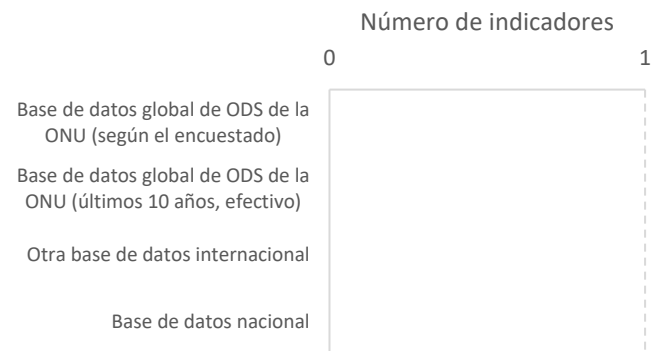 Número de indicadores
0 1
Base de datos global de ODS de la
ONU (según el encuestado)
Base de datos global de ODS de la
ONU (últimos 10 años, efectivo)
Otra base de datos internacional
Base de datos nacional